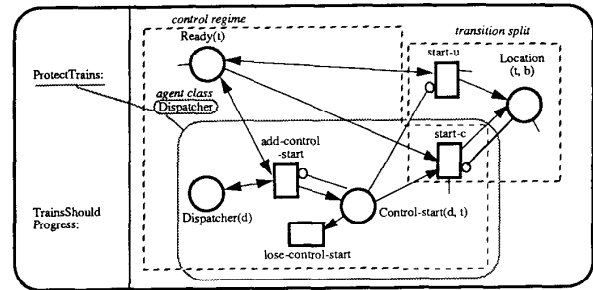 control regime
transition split
Ready(t)
start-u
Location
(t, b)
ProtectTrains:
agent class
Dispatcher
start-c
add-control
-start
Dispatcher(d)
Control-start(d, t)
TrainsShould
Progress:
lose-control-start